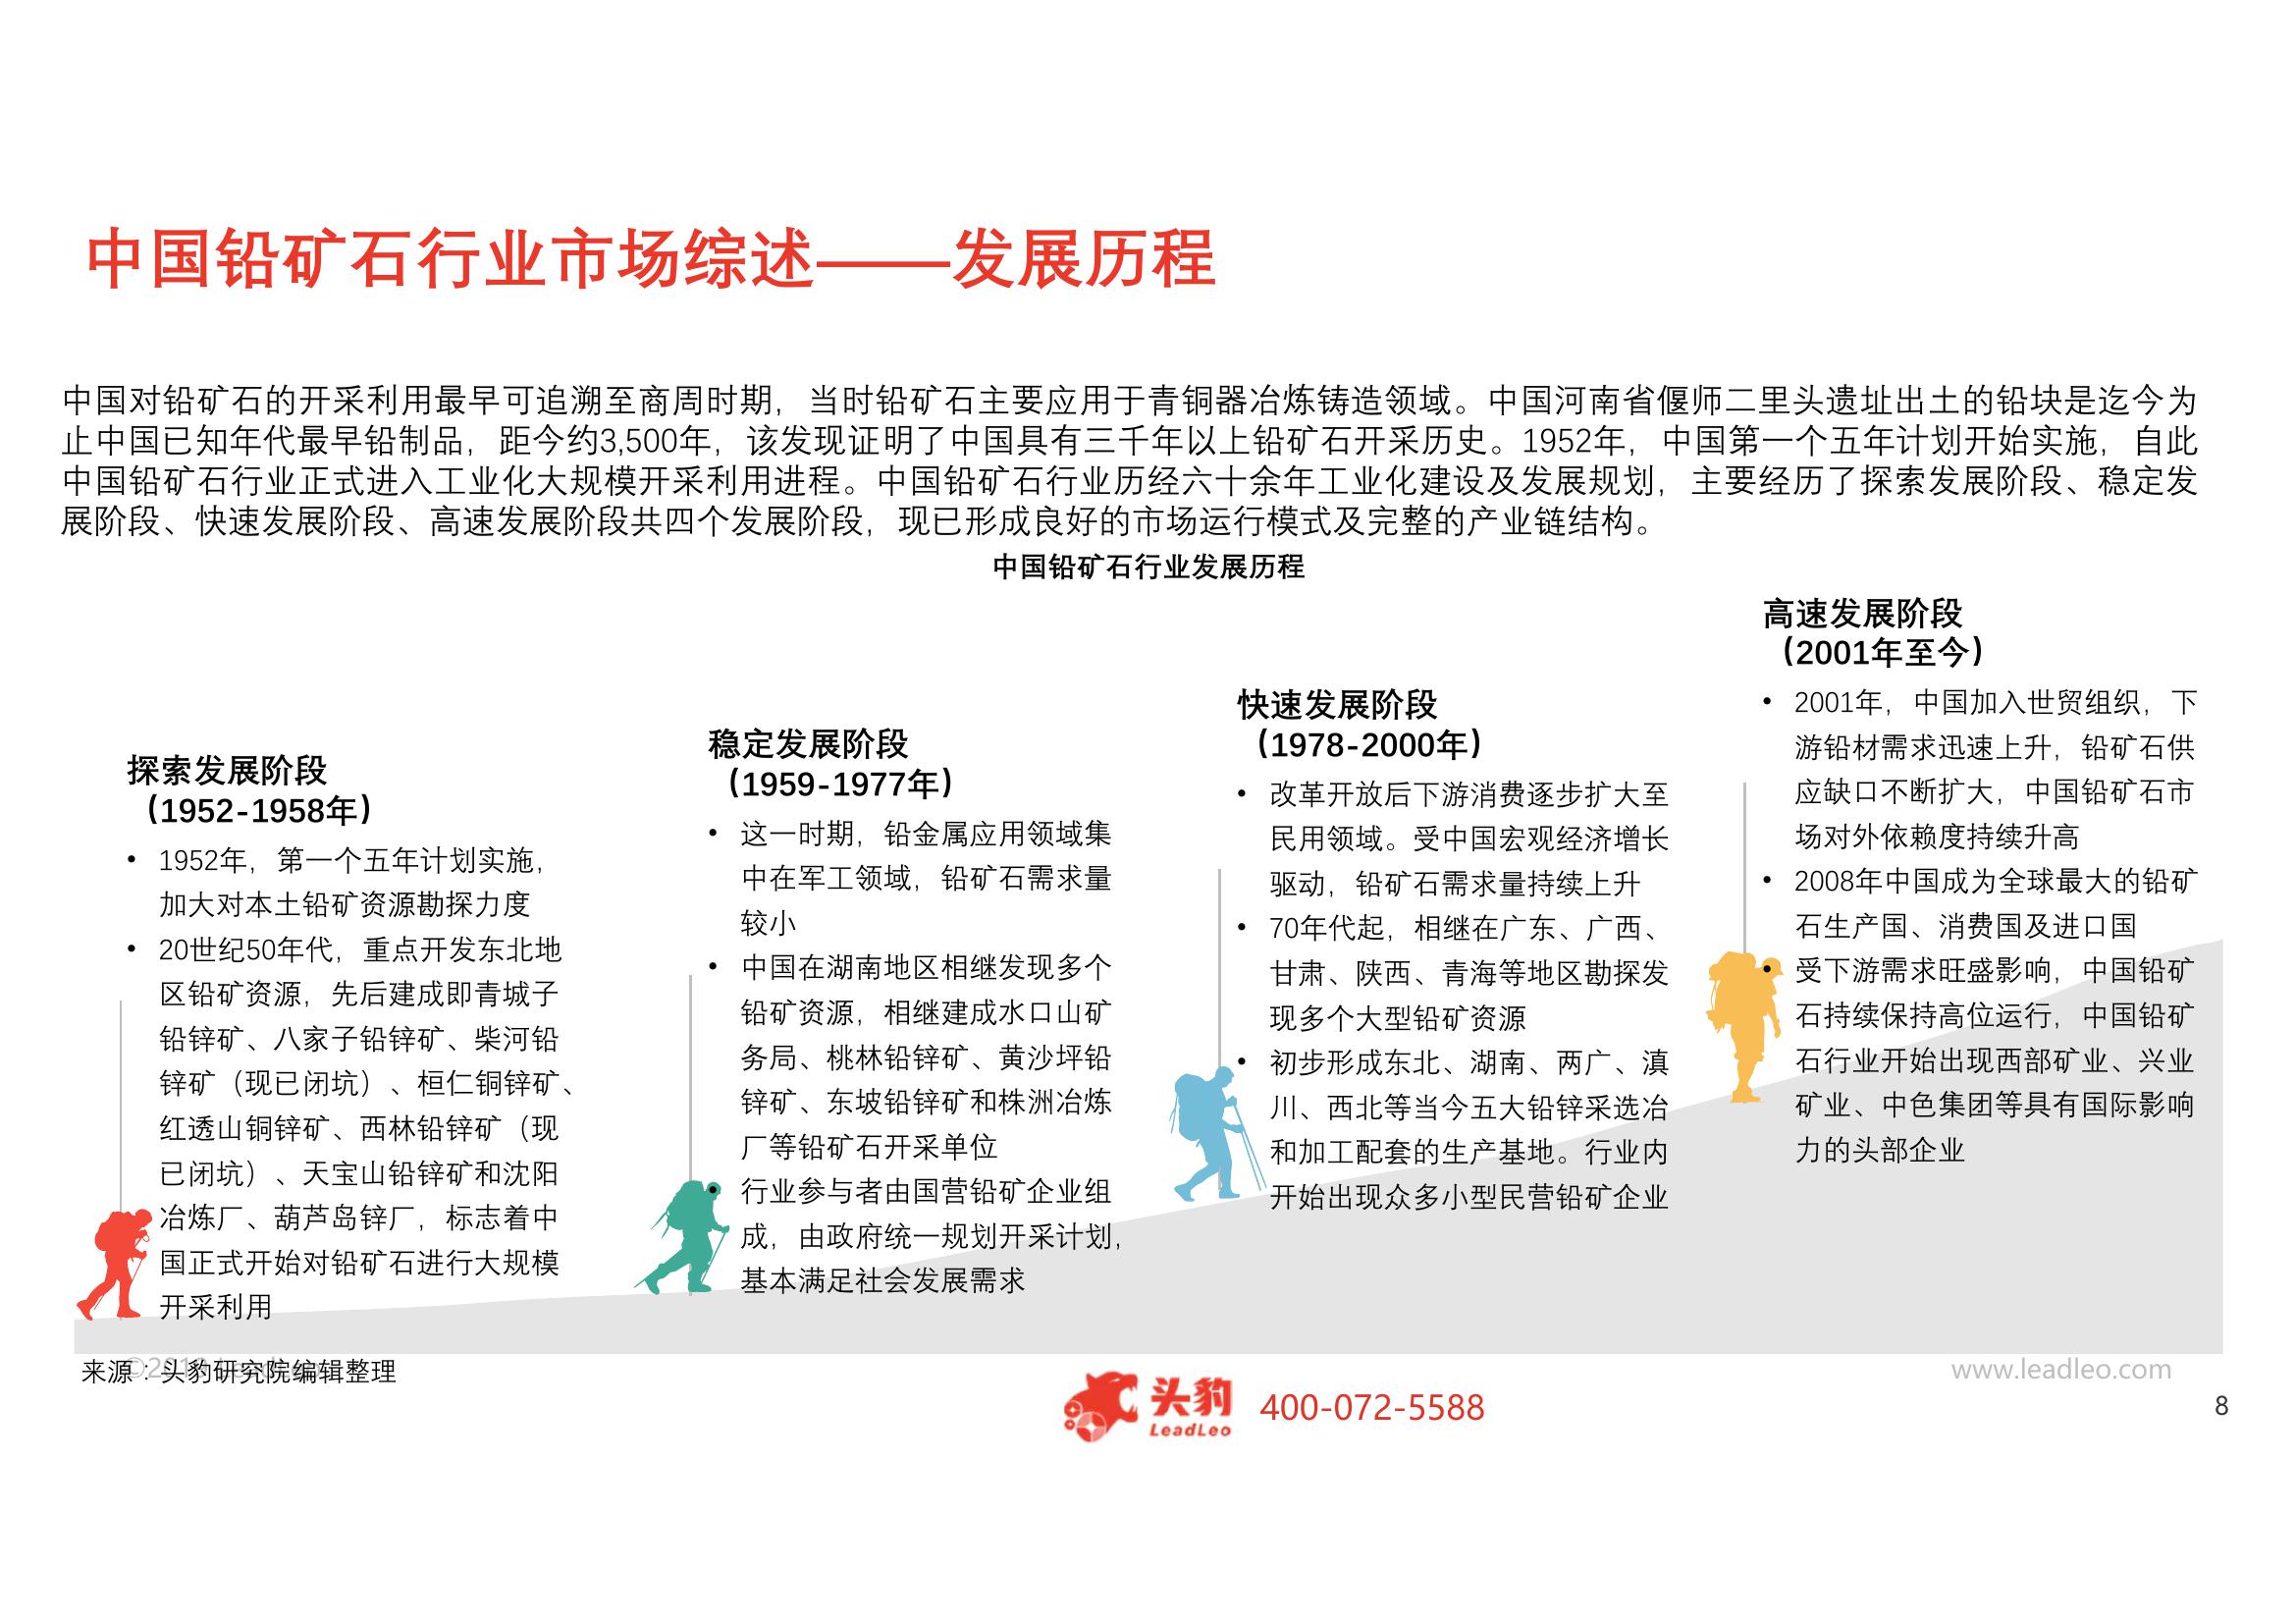 中国铅矿石行业市场综述——发展历程
中国对铅矿石的开采利用最早可追溯至商周时期，当时铅矿石主要应用于青铜器冶炼铸造领域。中国河南省偃师二里头遗址出土的铅块是迄今为
止中国已知年代最早铅制品，距今约3,500年，该发现证明了中国具有三千年以上铅矿石开采历史。1952年，中国第一个五年计划开始实施，自此
中国铅矿石行业正式进入工业化大规模开采利用进程。中国铅矿石行业历经六十余年工业化建设及发展规划，主要经历了探索发展阶段、稳定发
展阶段、快速发展阶段、高速发展阶段共四个发展阶段，现已形成良好的市场运行模式及完整的产业链结构。
中国铅矿石行业发展历程
探索发展阶段
（1952-1958年）
• 1952年，第一个五年计划实施，
加大对本土铅矿资源勘探力度
• 20世纪50年代，重点开发东北地
区铅矿资源，先后建成即青城子
铅锌矿、八家子铅锌矿、柴河铅
锌矿（现已闭坑）、桓仁铜锌矿、
红透山铜锌矿、西林铅锌矿（现
已闭坑）、天宝山铅锌矿和沈阳
冶炼厂、葫芦岛锌厂，标志着中
国正式开始对铅矿石进行大规模
开采利用
稳定发展阶段
（1959-1977年）
• 这一时期，铅金属应用领域集
中在军工领域，铅矿石需求量
较小
• 中国在湖南地区相继发现多个
铅矿资源，相继建成水口山矿
务局、桃林铅锌矿、黄沙坪铅
锌矿、东坡铅锌矿和株洲冶炼
厂等铅矿石开采单位
• 行业参与者由国营铅矿企业组
成，由政府统一规划开采计划，
基本满足社会发展需求
快速发展阶段
（1978-2000年）
• 改革开放后下游消费逐步扩大至
民用领域。受中国宏观经济增长
驱动，铅矿石需求量持续上升
• 70年代起，相继在广东、广西、
甘肃、陕西、青海等地区勘探发
现多个大型铅矿资源
• 初步形成东北、湖南、两广、滇
川、西北等当今五大铅锌采选冶
和加工配套的生产基地。行业内
开始出现众多小型民营铅矿企业
高速发展阶段
（2001年至今）
• 2001年，中国加入世贸组织，下
游铅材需求迅速上升，铅矿石供
应缺口不断扩大，中国铅矿石市
场对外依赖度持续升高
• 2008年中国成为全球最大的铅矿
石生产国、消费国及进口国
• 受下游需求旺盛影响，中国铅矿
石持续保持高位运行，中国铅矿
石行业开始出现西部矿业、兴业
矿业、中色集团等具有国际影响
力的头部企业
来源：头豹研究院编辑整理
www.leadleo.com
头豹
LeadLeo
400-072-5588
8